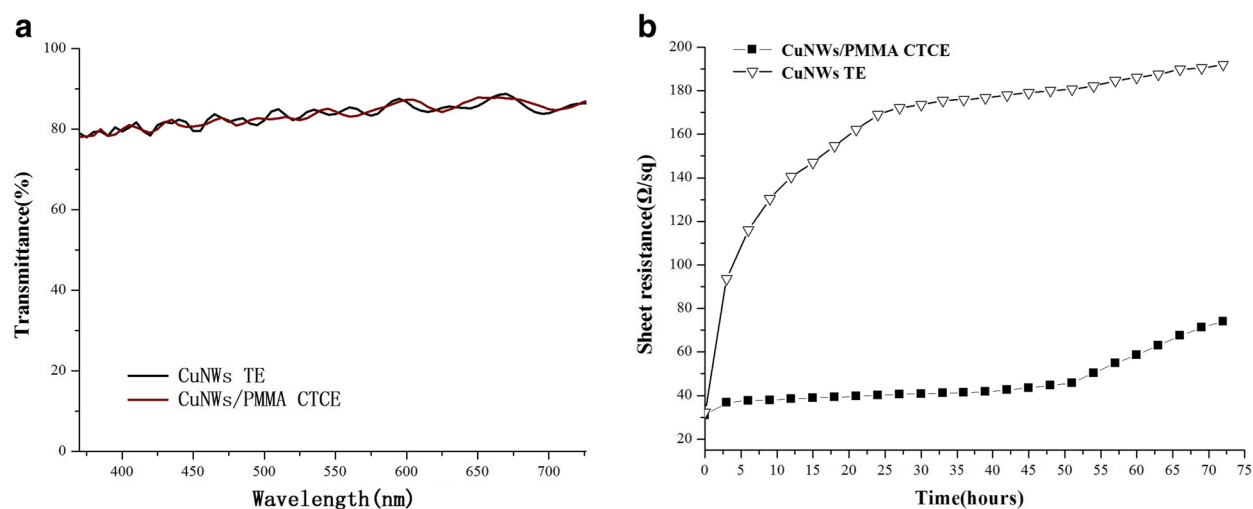 a
100
80
60
40
20
0
Transmittance(%)
CuNWs TE
CuNWs/PMMA CTCE
400 450 500 550 600 650 700
Wavelength(nm)
b
200
180
160
140
120
100
80
60
40
20
Sheet resistance(Ω/sq)
CuNWs/PMMA CTCE
CuNWs TE
0 5 10 15 20 25 30 35 40 45 50 55 60 65 70 75
Time(hours)